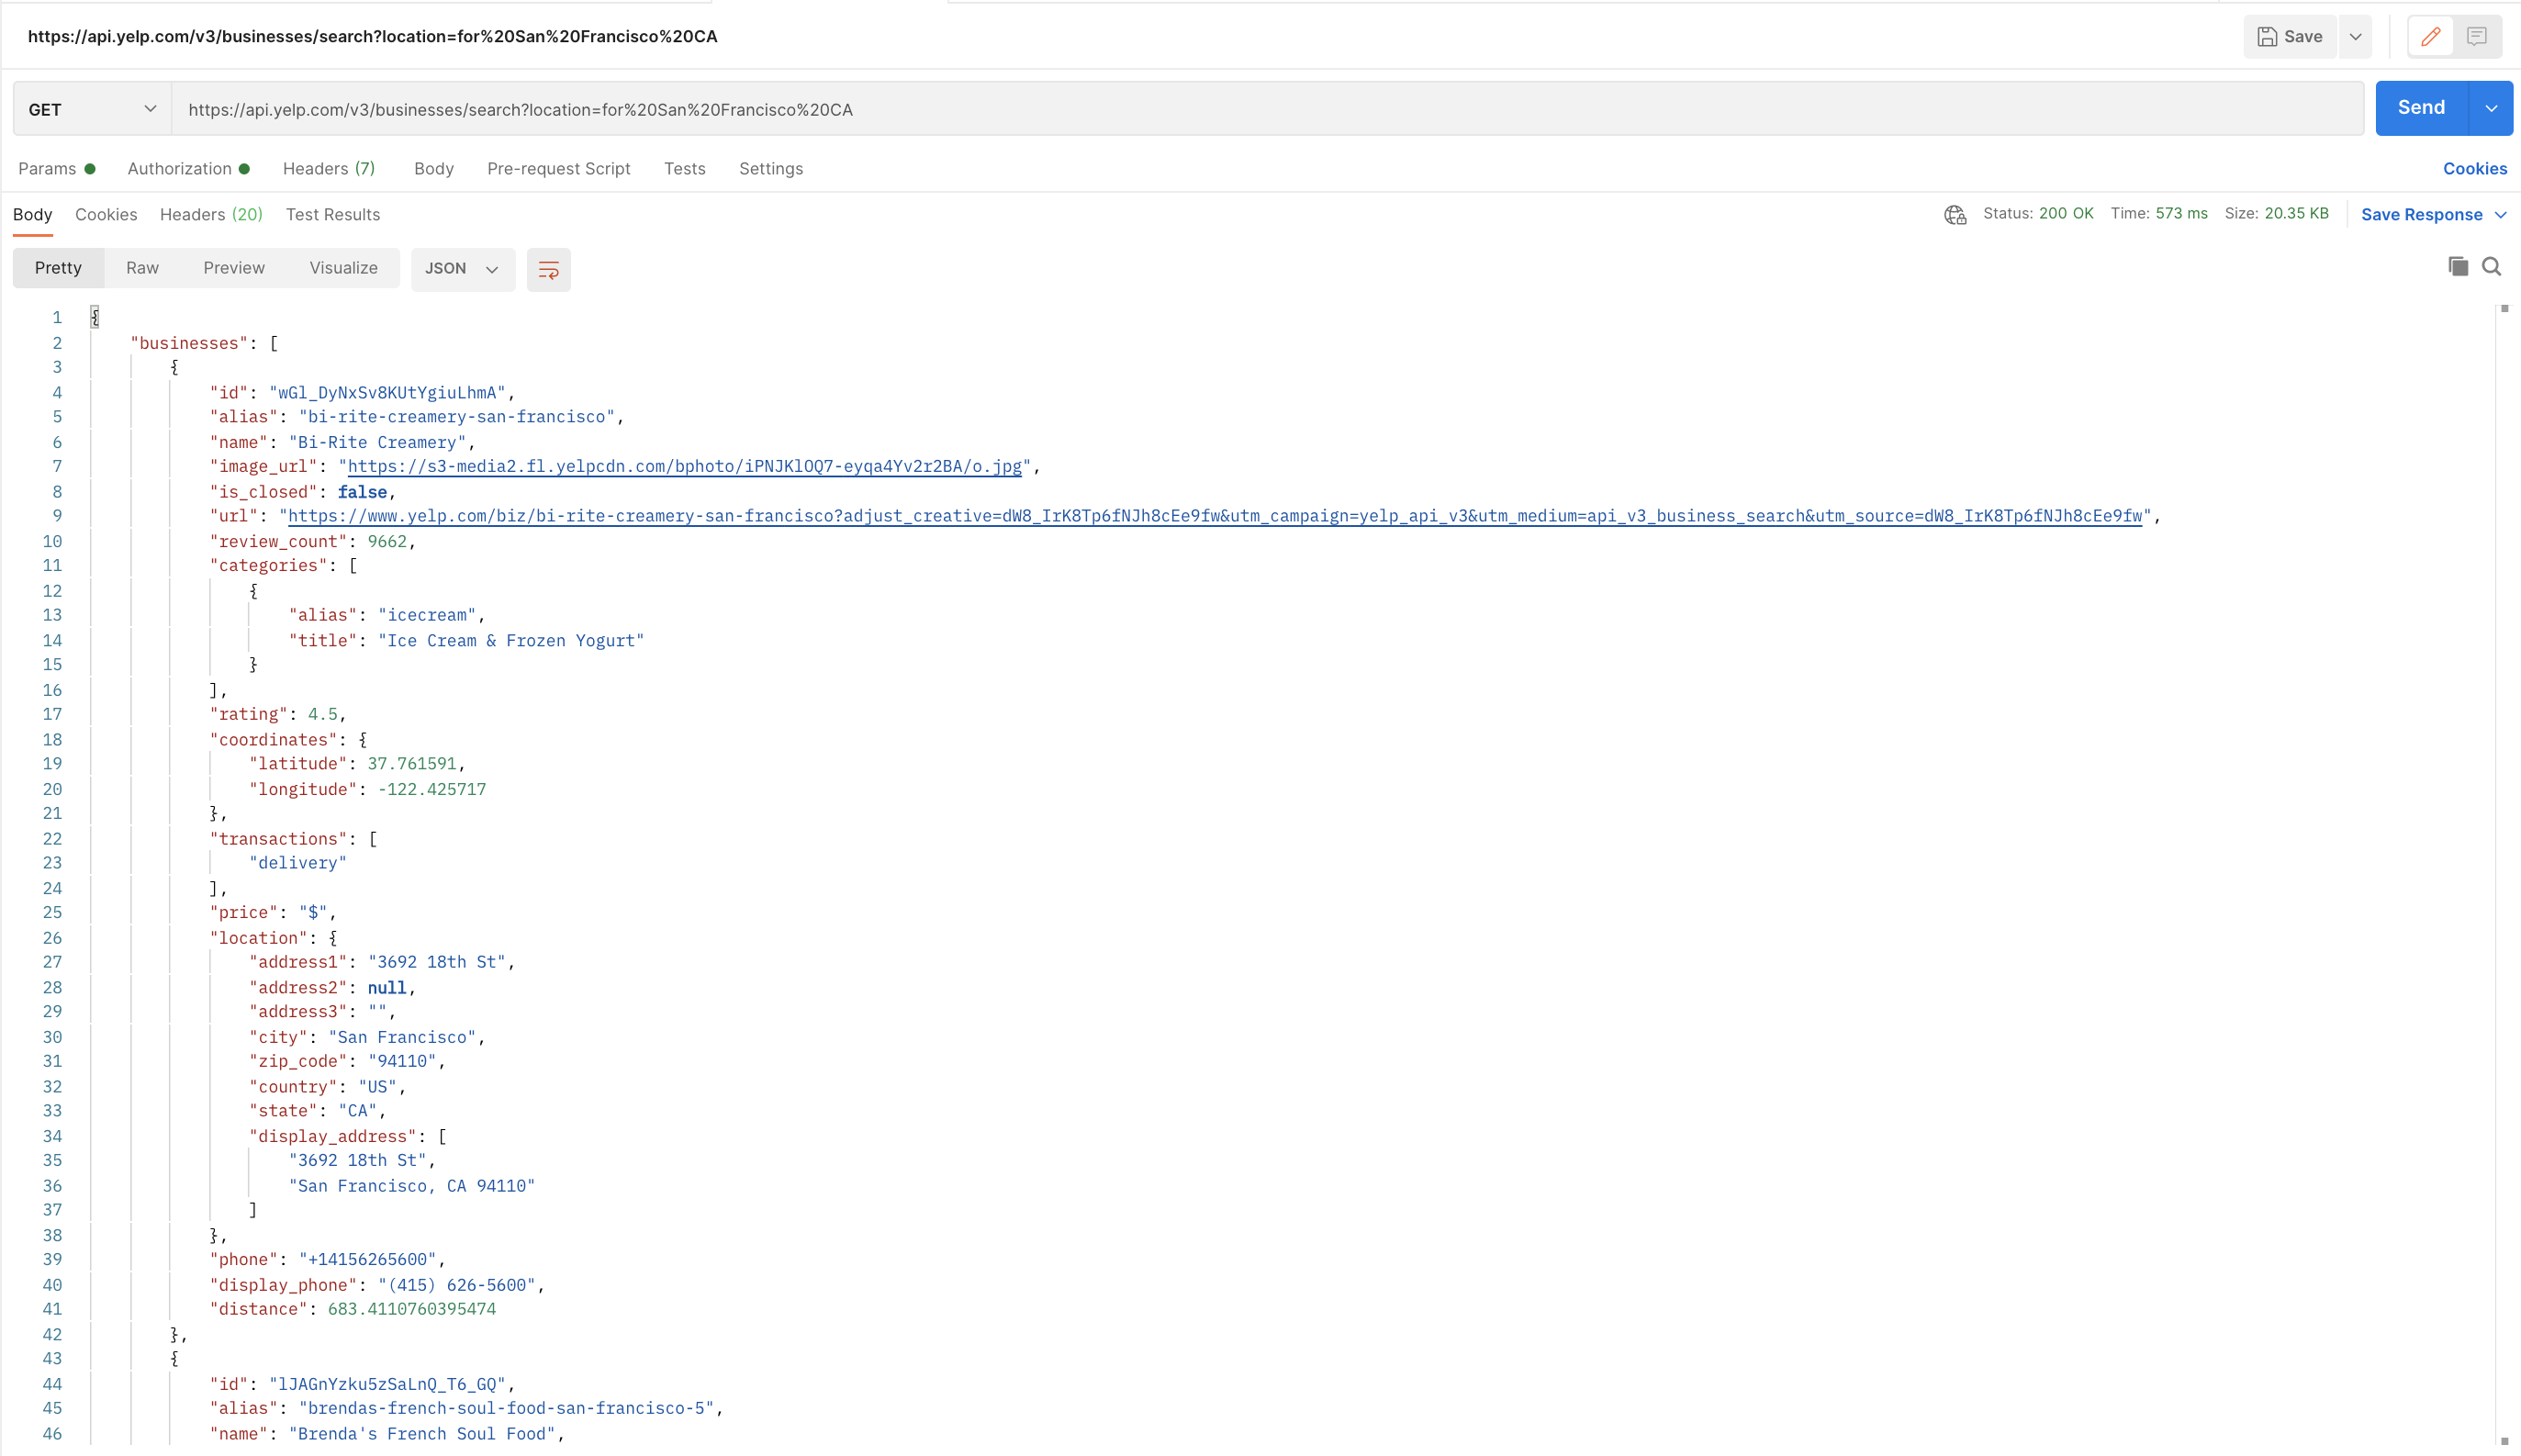 https://api.yelp.com/v3/businesses/search?location=for%20San%20Francisco%20CA
Save
GET https://api.yelp.com/v3/businesses/search?location=for%20San%20Francisco%20CA Send
Params Authorization Headers (7) Body Pre-request Script Tests Settings Cookies
Body Cookies Headers (20) Test Results Status: 200 OK Time: 573 ms Size: 20.35 KB Save Response
Pretty Raw Preview Visualize JSON
1 {
2 "businesses": [
3 {
4 "id": "wGl_DyNxSv8KUtYgiuLhmA",
5 "alias": "bi-rite-creamery-san-francisco",
6 "name": "Bi-Rite Creamery",
7 "image_url": "https://s3-media2.fl.yelpcdn.com/bphoto/iPNJKlOQ7-eyqa4Yv2r2BA/o.jpg",
8 "is_closed": false,
9 "url": "https://www.yelp.com/biz/bi-rite-creamery-san-francisco?adjust_creative=dW8_IrK8Tp6fNJh8cEe9fw&utm_campaign=yelp_api_v3&utm_medium=api_v3_business_search&utm_source=dW8_IrK8Tp6fNJh8cEe9fw",
10 "review_count": 9662,
11 "categories": [
12 {
13 "alias": "icecream",
14 "title": "Ice Cream & Frozen Yogurt"
15 }
16 ],
17 "rating": 4.5,
18 "coordinates": {
19 "latitude": 37.761591,
20 "longitude": -122.425717
21 },
22 "transactions": [
23 "delivery"
24 ],
25 "price": "$",
26 "location": {
27 "address1": "3692 18th St",
28 "address2": null,
29 "address3": "",
30 "city": "San Francisco",
31 "zip_code": "94110",
32 "country": "US",
33 "state": "CA",
34 "display_address": [
35 "3692 18th St",
36 "San Francisco, CA 94110"
37 ]
38 },
39 "phone": "+14156265600",
40 "display_phone": "(415) 626-5600",
41 "distance": 683.4110760395474
42 },
43 {
44 "id": "lJAGnYzku5zSaLnQ_T6_GQ",
45 "alias": "brendas-french-soul-food-san-francisco-5",
46 "name": "Brenda's French Soul Food",